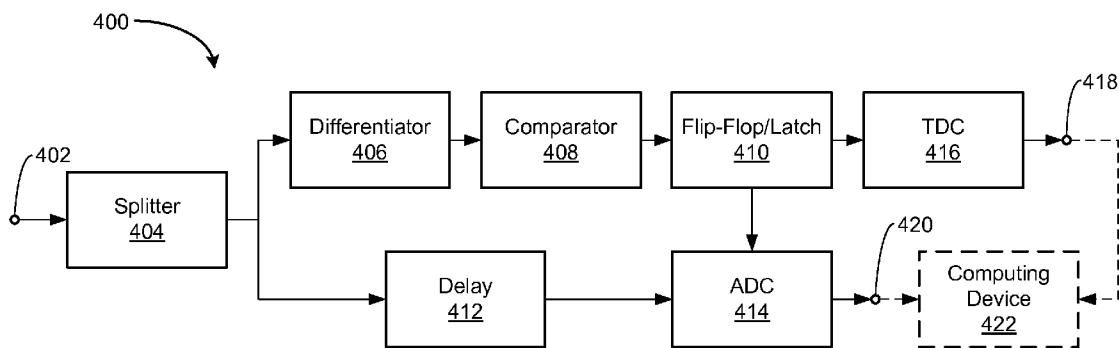 400
402
Splitter
404
Differentiator
406
Comparator
408
Flip-Flop/Latch
410
TDC
416
418
Delay
412
ADC
414
420
Computing
Device
422